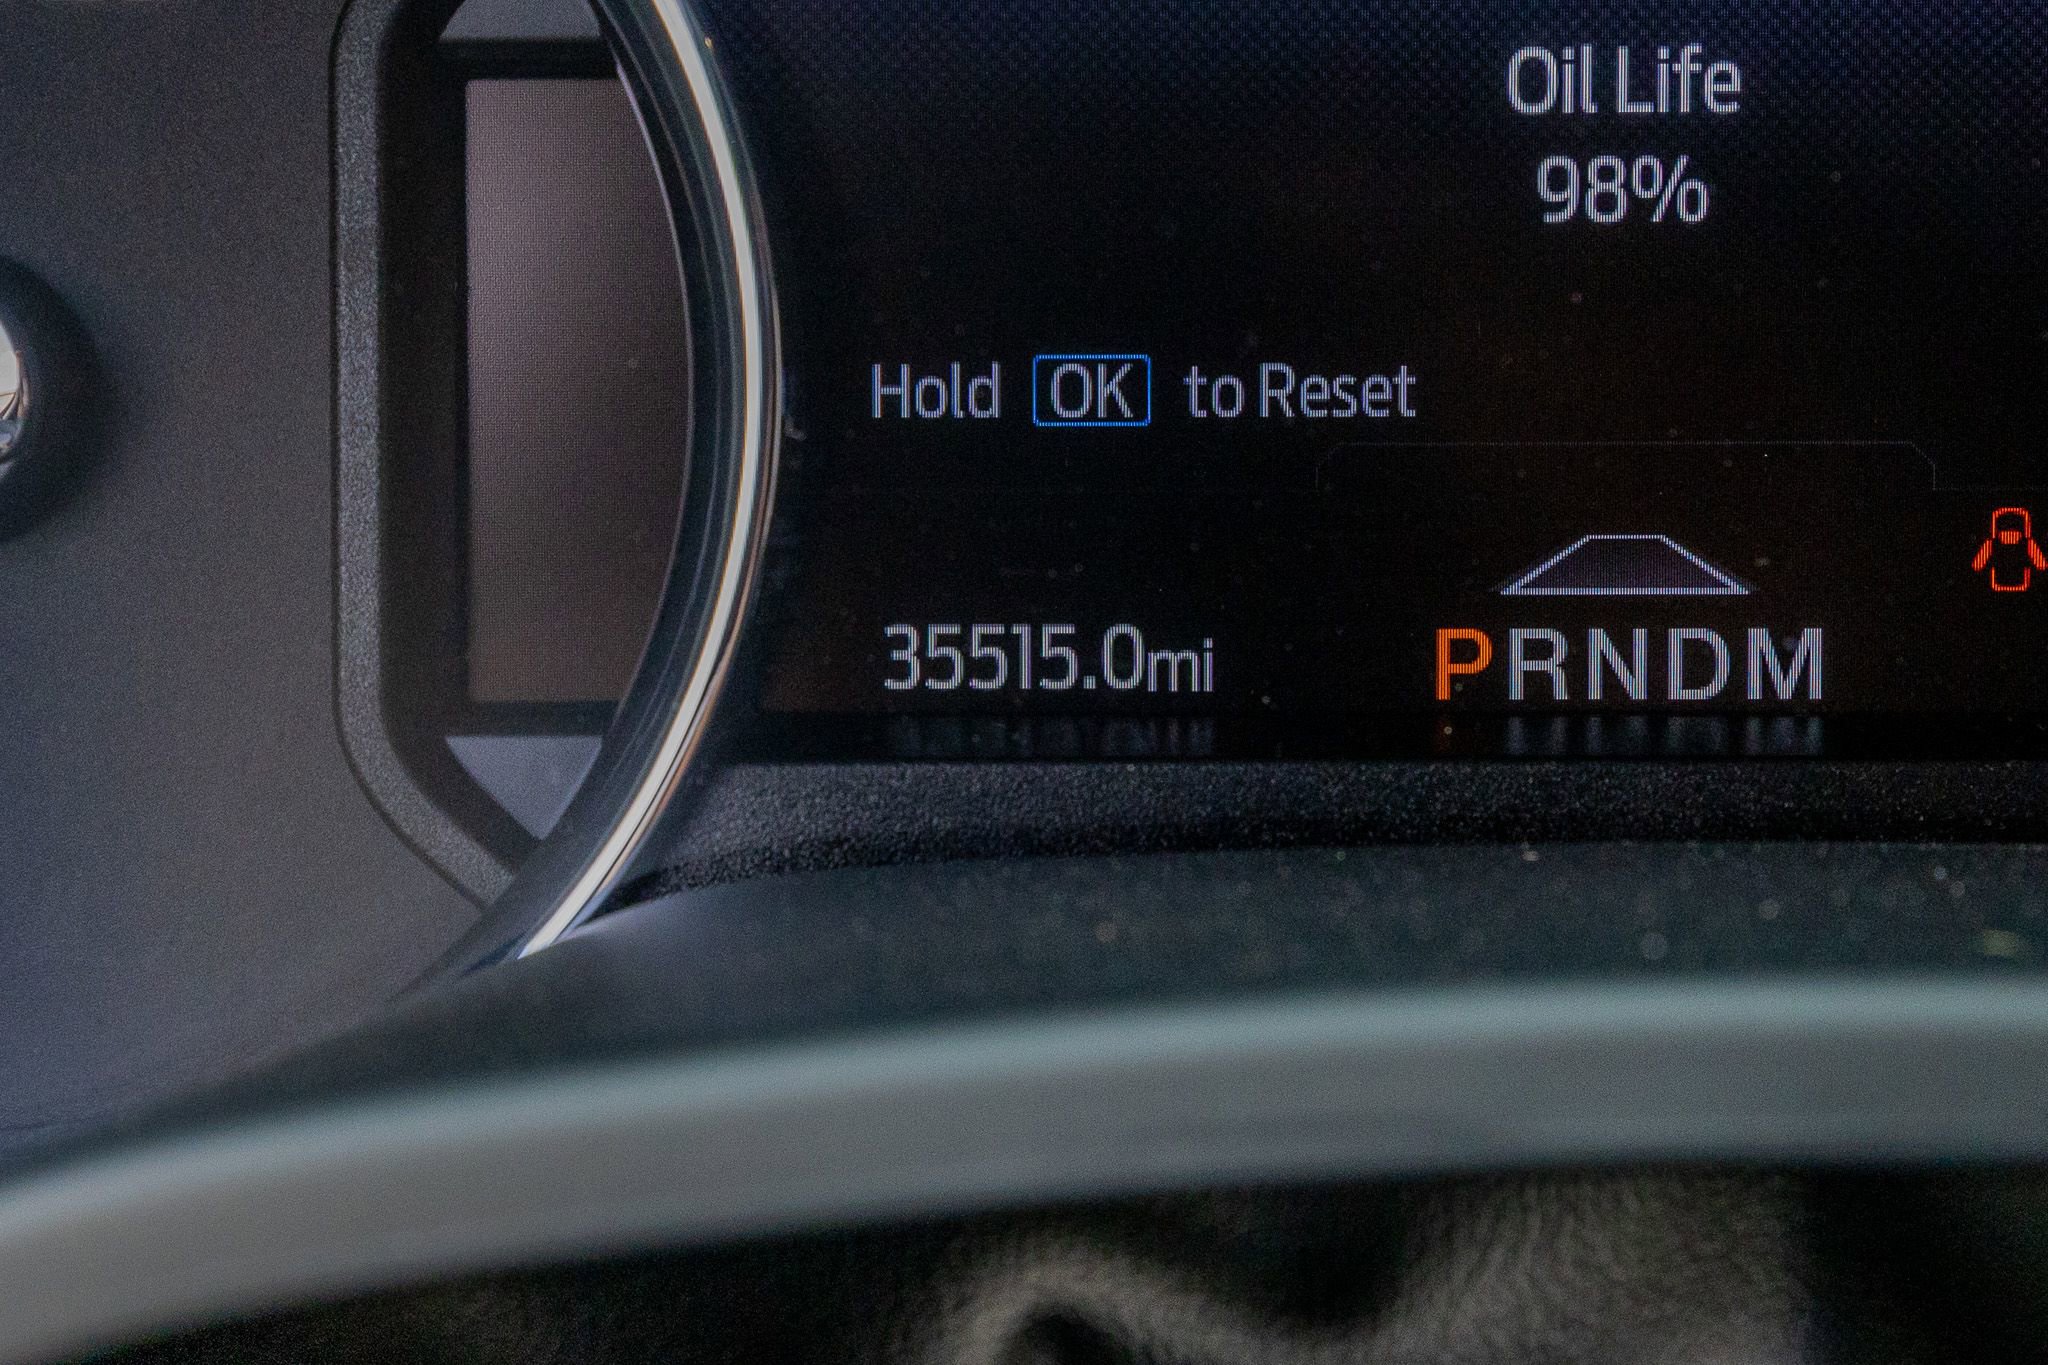 Oil Life
98%
Hold OK to Reset
35515.0mi
PRNDM